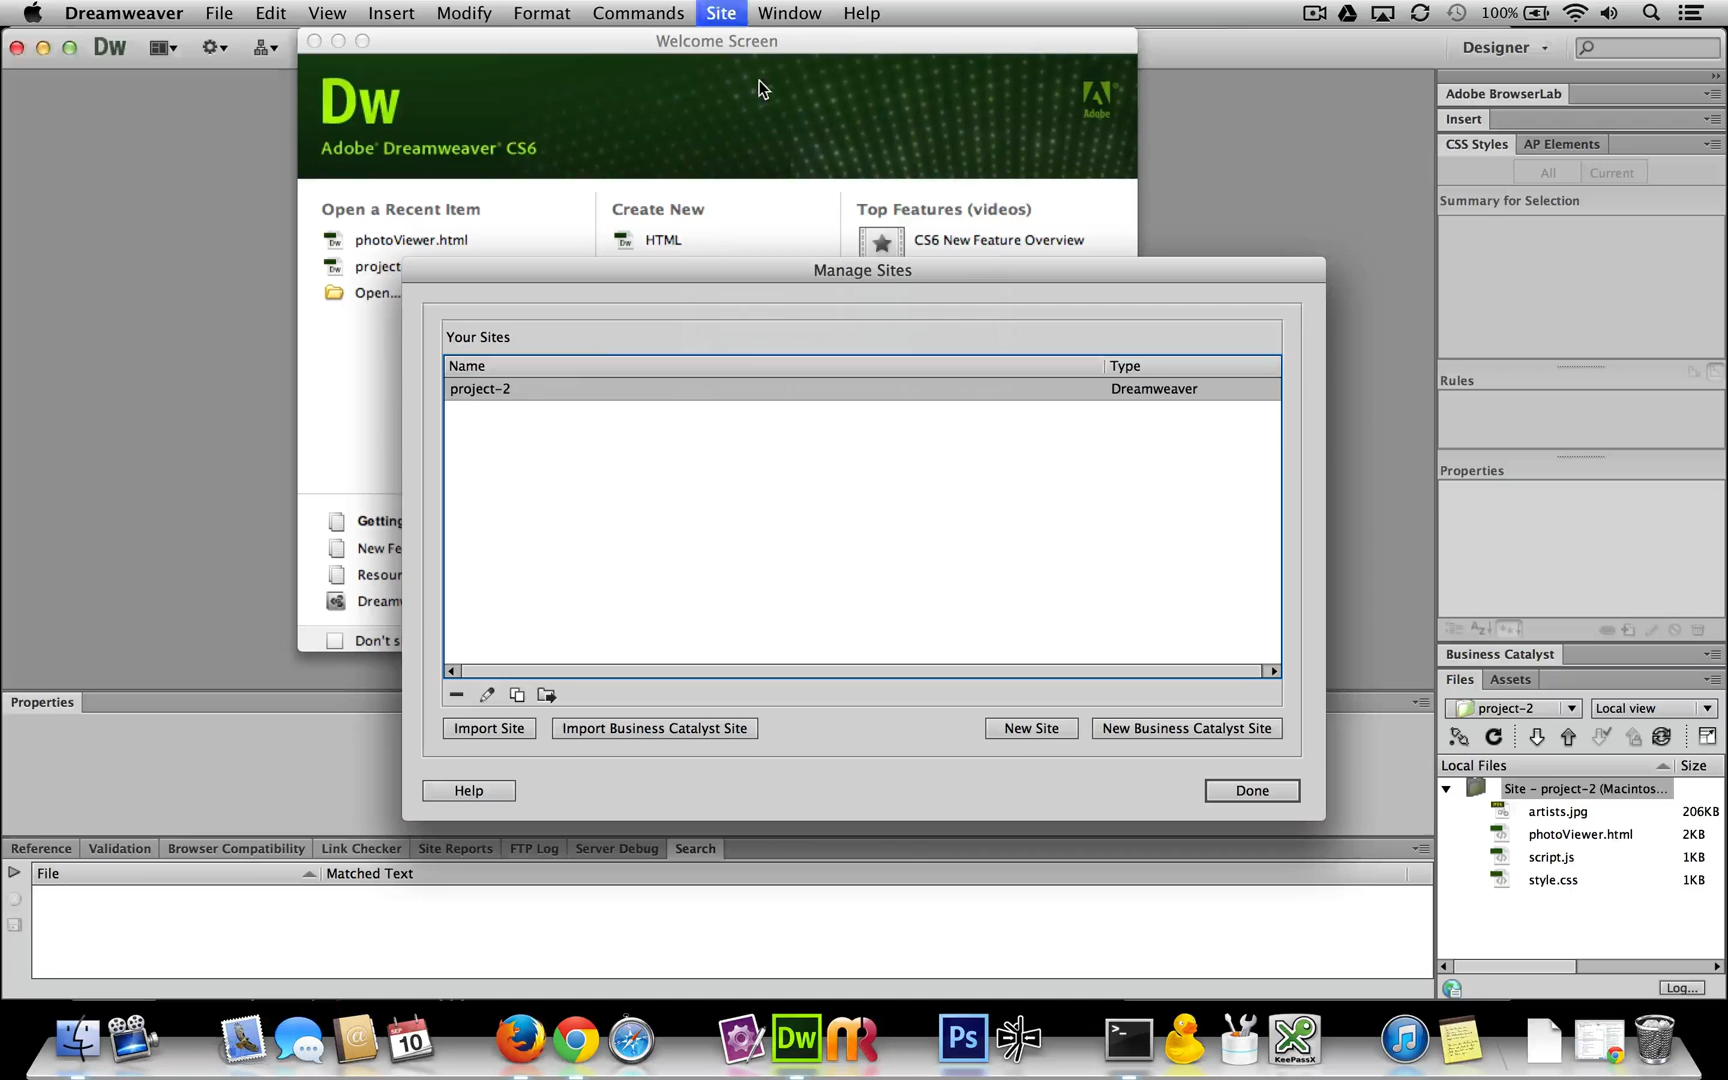 Dreamweaver File Edit View Insert Modify Format Commands Site Window Help 100%
Dw Designer
Welcome Screen
Dw
Adobe® Dreamweaver® CS6
Adobe
Open a Recent Item Create New Top Features (videos)
photoViewer.html HTML CS6 New Feature Overview
project
Open...
Manage Sites
Your Sites
Name Type
project-2 Dreamweaver
Getting
New Fe
Resour
Dreamw
Don't s
Import Site Import Business Catalyst Site New Site New Business Catalyst Site
Help Done
Adobe BrowserLab
Insert
CSS Styles AP Elements
All Current
Summary for Selection
Rules
Properties
Business Catalyst
Files Assets
project-2 Local view
Local Files Size
Site - project-2 (Macintos...
artists.jpg 206KB
photoViewer.html 2KB
script.js 1KB
style.css 1KB
Log...
Properties
Reference Validation Browser Compatibility Link Checker Site Reports FTP Log Server Debug Search
File Matched Text
SEP
10
Dw
Ps
KeePassX